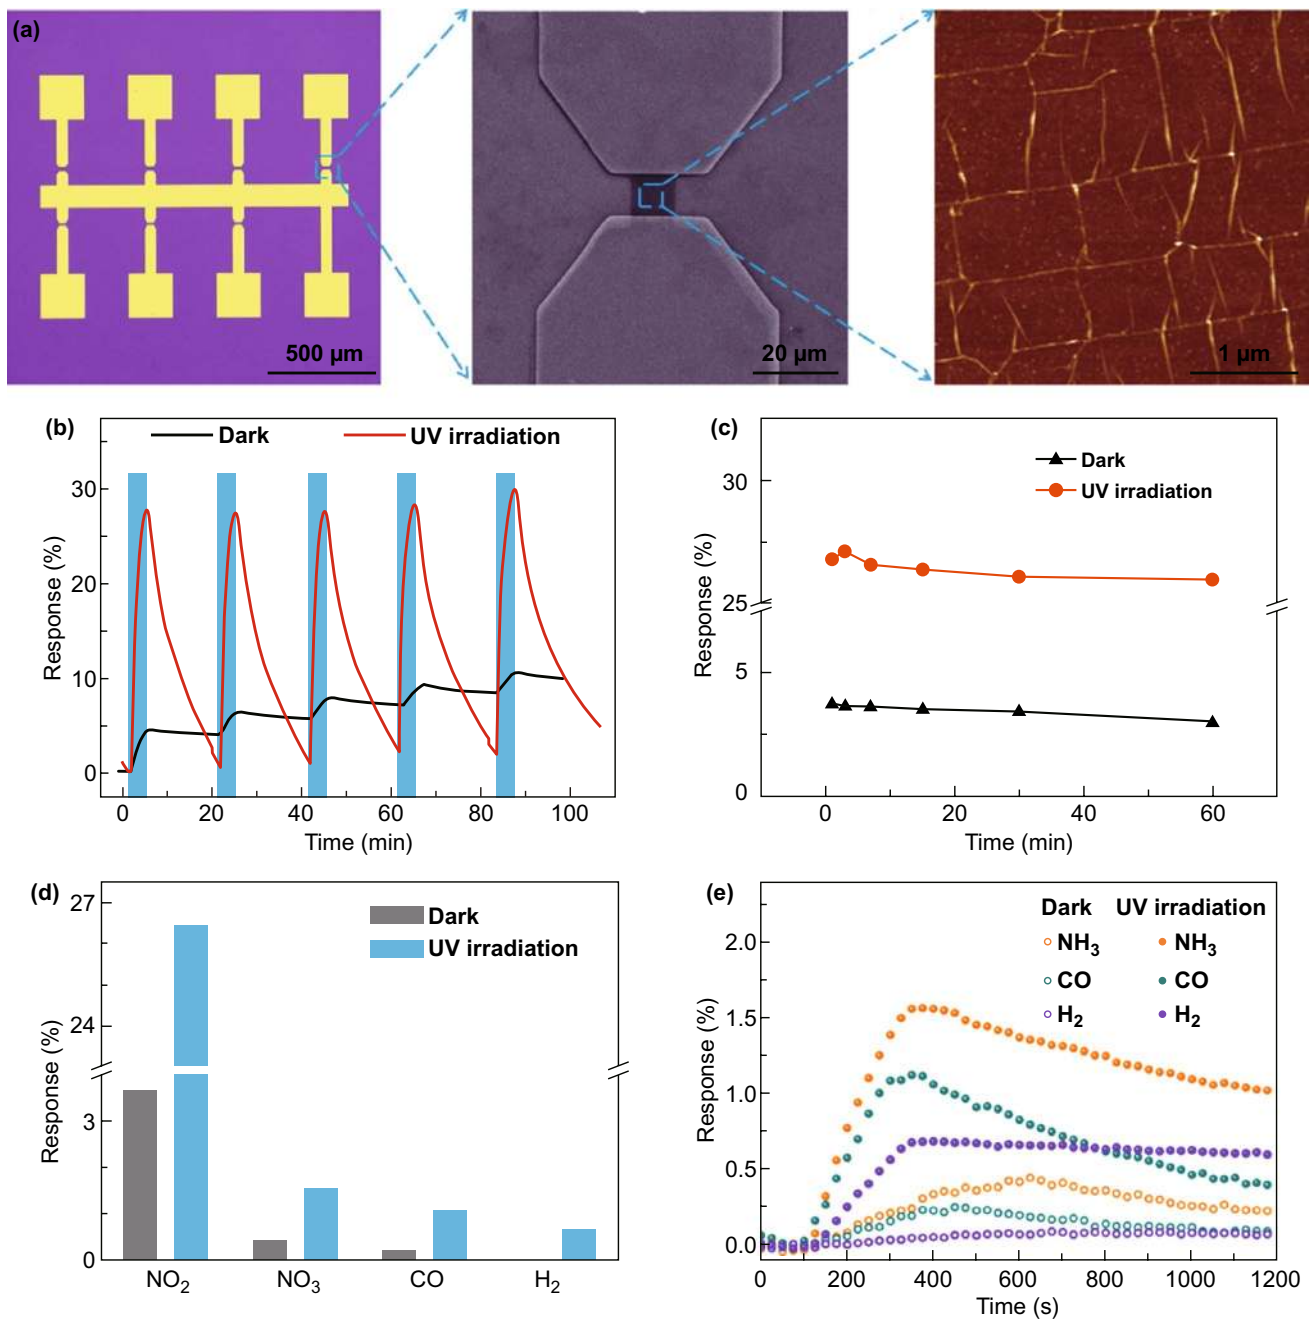 (a)
500 μm
20 μm
1 μm
(b)
Dark
UV irradiation
30
20
10
0
Response (%)
0 20 40 60 80 100
Time (min)
(c)
Dark
UV irradiation
30
25
5
0
Response (%)
0 20 40 60
Time (min)
(d)
27
24
3
0
Response (%)
Dark
UV irradiation
NO2 NO3 CO H2
(e)
Dark UV irradiation
NH3 NH3
CO CO
H2 H2
2.0
1.5
1.0
0.5
0.0
Response (%)
0 200 400 600 800 1000 1200
Time (s)